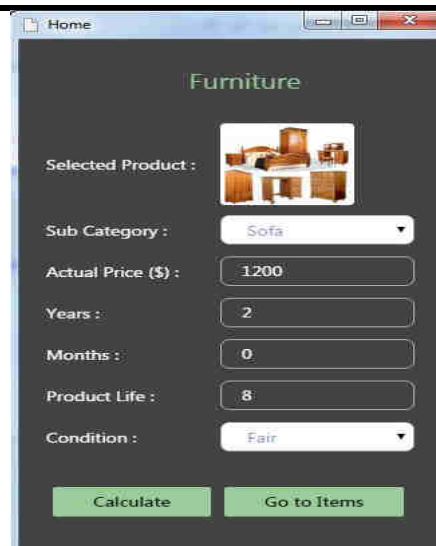 Home
Furniture
Selected Product :
Sub Category : Sofa
Actual Price ($) : 1200
Years : 2
Months : 0
Product Life : 8
Condition : Fair
Calculate Go to Items